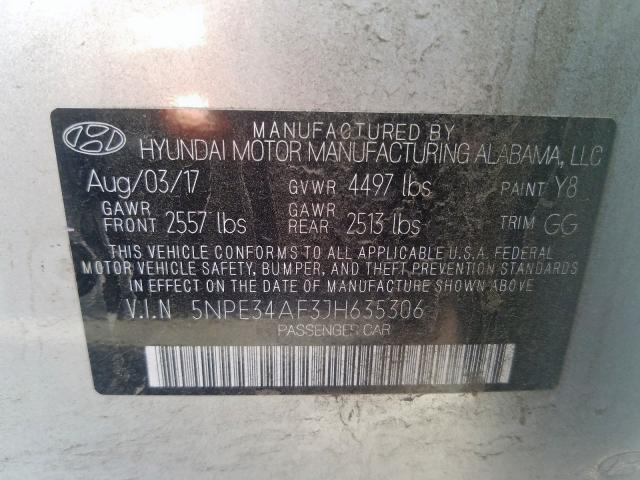 MANUFACTURED BY
HYUNDAI MOTOR MANUFACTURING ALABAMA, LLC
Aug/03/17 GVWR 4497 lbs PAINT Y8
GAWR FRONT 2557 lbs GAWR REAR 2513 lbs TRIM GG
THIS VEHICLE CONFORMS TO ALL APPLICABLE U.S.A. FEDERAL
MOTOR VEHICLE SAFETY, BUMPER, AND THEFT PREVENTION STANDARDS
IN EFFECT ON THE DATE OF MANUFACTURE SHOWN ABOVE.
V.I.N 5NPE34AF3JH635306
PASSENGER CAR